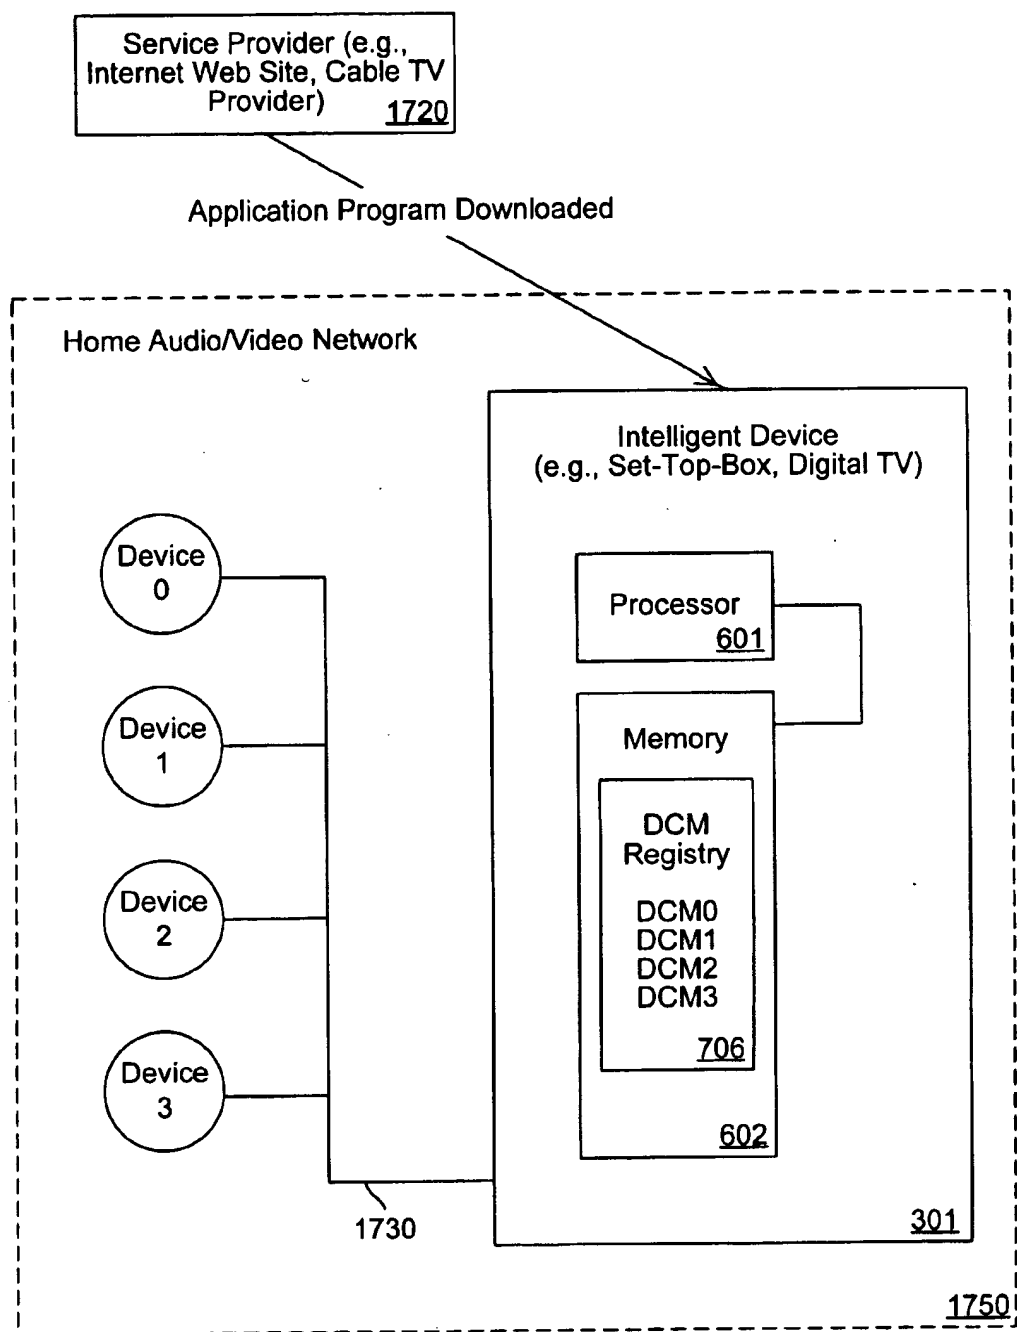 Service Provider (e.g.,
Internet Web Site, Cable TV
Provider)
1720
Application Program Downloaded
Home Audio/Video Network
Intelligent Device
(e.g., Set-Top-Box, Digital TV)
Device
0
Device
1
Device
2
Device
3
Processor
601
Memory
DCM
Registry
DCM0
DCM1
DCM2
DCM3
706
602
1730
301
1750